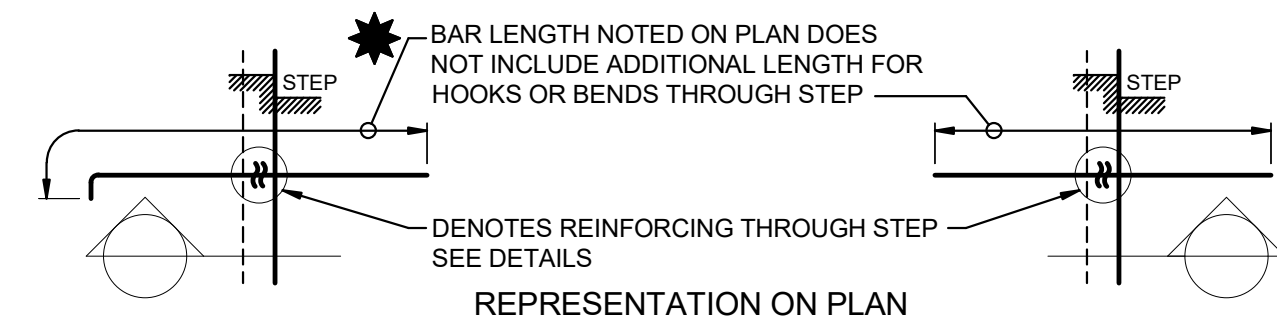 BAR LENGTH NOTED ON PLAN DOES
NOT INCLUDE ADDITIONAL LENGTH FOR
HOOKS OR BENDS THROUGH STEP
STEP
STEP
DENOTES REINFORCING THROUGH STEP
SEE DETAILS
REPRESENTATION ON PLAN